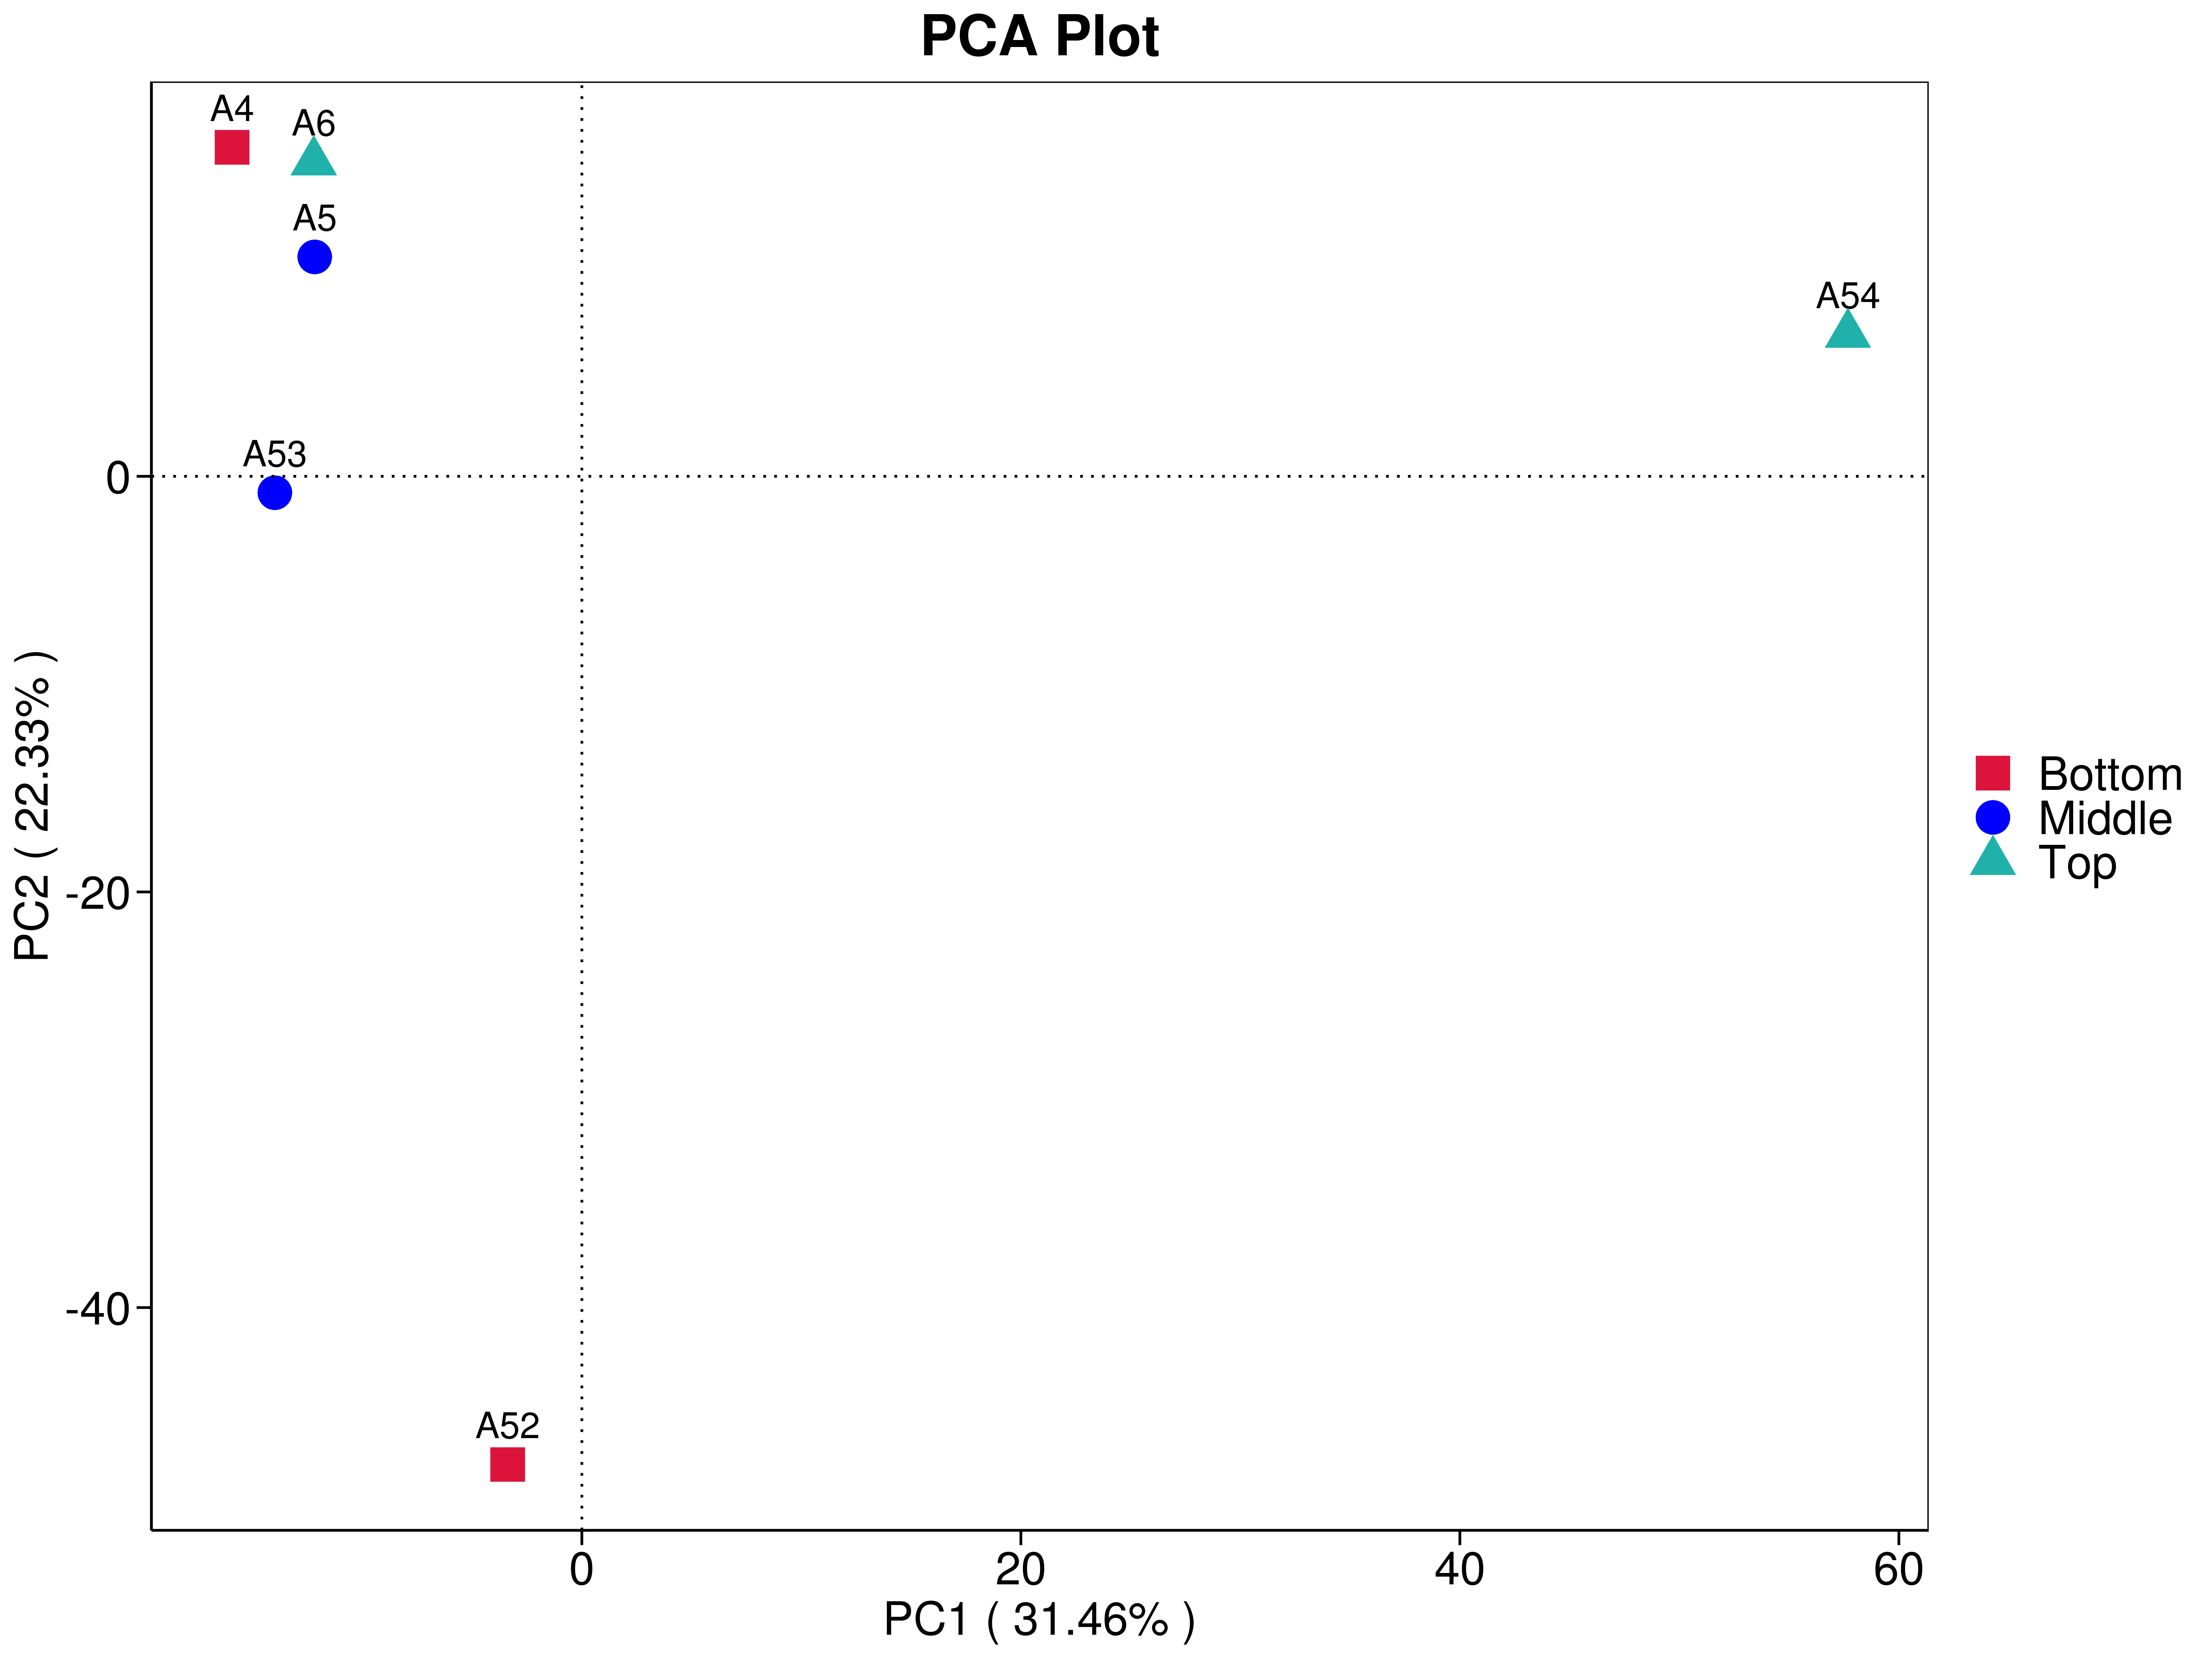 PCA Plot
A4
A6
A5
A54
A53
A52
0
-20
-40
0
20
40
60
PC1 ( 31.46% )
PC2 ( 22.33% )
Bottom
Middle
Top